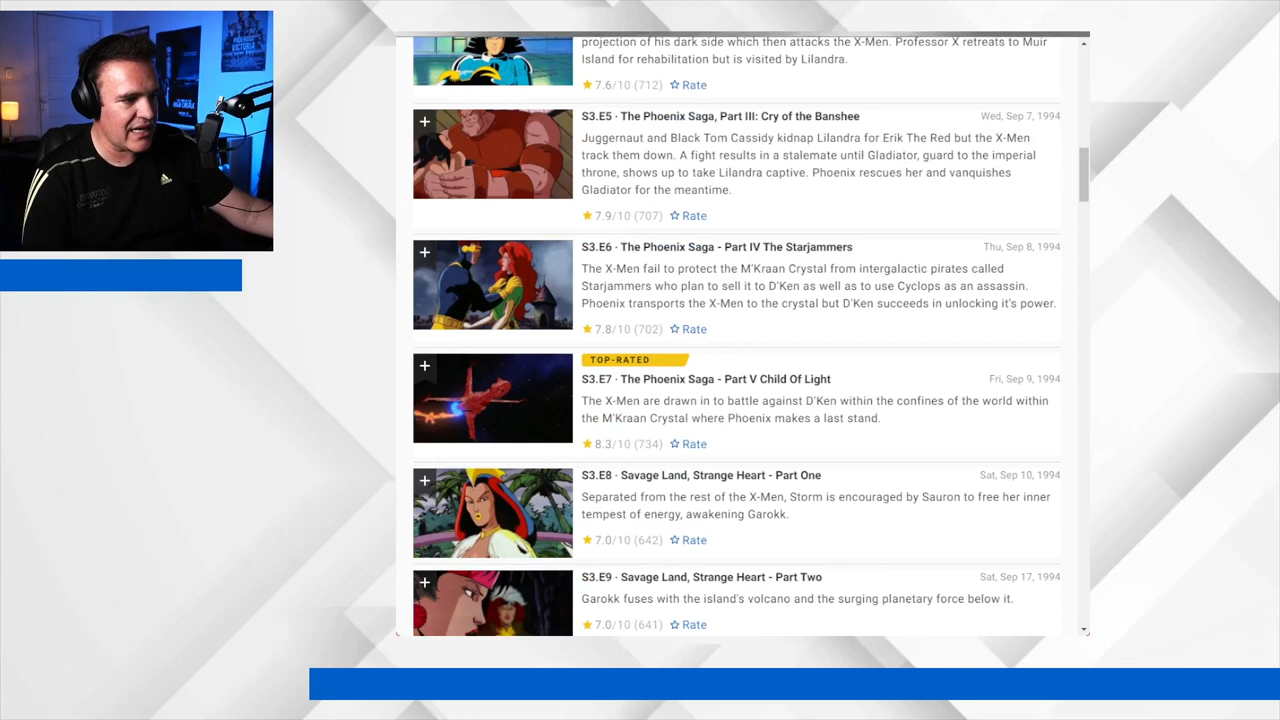 projection of his dark side which then attacks the X-Men. Professor X retreats to Muir
Island for rehabilitation but is visited by Lilandra.
7.6/10 (712) Rate
S3.E5 · The Phoenix Saga, Part III: Cry of the Banshee Wed, Sep 7, 1994
Juggernaut and Black Tom Cassidy kidnap Lilandra for Erik The Red but the X-Men
track them down. A fight results in a stalemate until Gladiator, guard to the imperial
throne, shows up to take Lilandra captive. Phoenix rescues her and vanquishes
Gladiator for the meantime.
7.9/10 (707) Rate
S3.E6 · The Phoenix Saga - Part IV The Starjammers Thu, Sep 8, 1994
The X-Men fail to protect the M'Kraan Crystal from intergalactic pirates called
Starjammers who plan to sell it to D'Ken as well as to use Cyclops as an assassin.
Phoenix transports the X-Men to the crystal but D'Ken succeeds in unlocking it's power.
7.8/10 (702) Rate
TOP-RATED
S3.E7 · The Phoenix Saga - Part V Child Of Light Fri, Sep 9, 1994
The X-Men are drawn in to battle against D'Ken within the confines of the world within
the M'Kraan Crystal where Phoenix makes a last stand.
8.3/10 (734) Rate
S3.E8 · Savage Land, Strange Heart - Part One Sat, Sep 10, 1994
Separated from the rest of the X-Men, Storm is encouraged by Sauron to free her inner
tempest of energy, awakening Garokk.
7.0/10 (642) Rate
S3.E9 · Savage Land, Strange Heart - Part Two Sat, Sep 17, 1994
Garokk fuses with the island's volcano and the surging planetary force below it.
7.0/10 (641) Rate